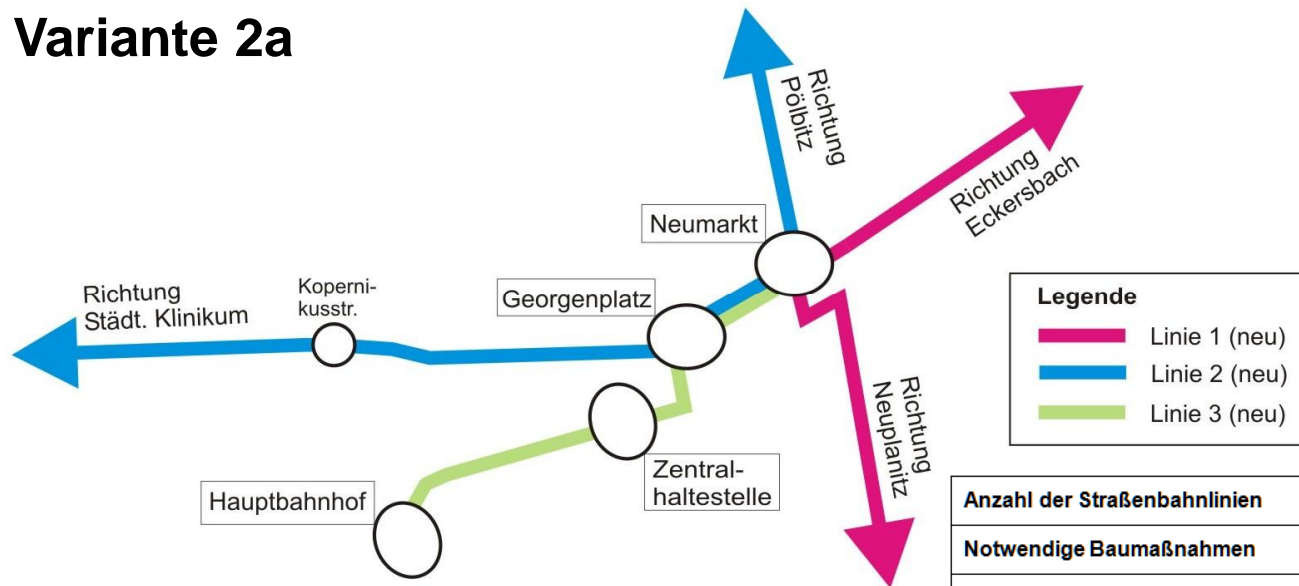 Variante 2a
Richtung
Pölbitz
Richtung
Eckersbach
Neumarkt
Richtung
Städt. Klinikum
Koperni-
kusstr.
Georgenplatz
Legende
Linie 1 (neu)
Linie 2 (neu)
Linie 3 (neu)
Richtung
Neuplanitz
Zentral-
haltestelle
Hauptbahnhof
Anzahl der Straßenbahnlinien
Notwendige Baumaßnahmen